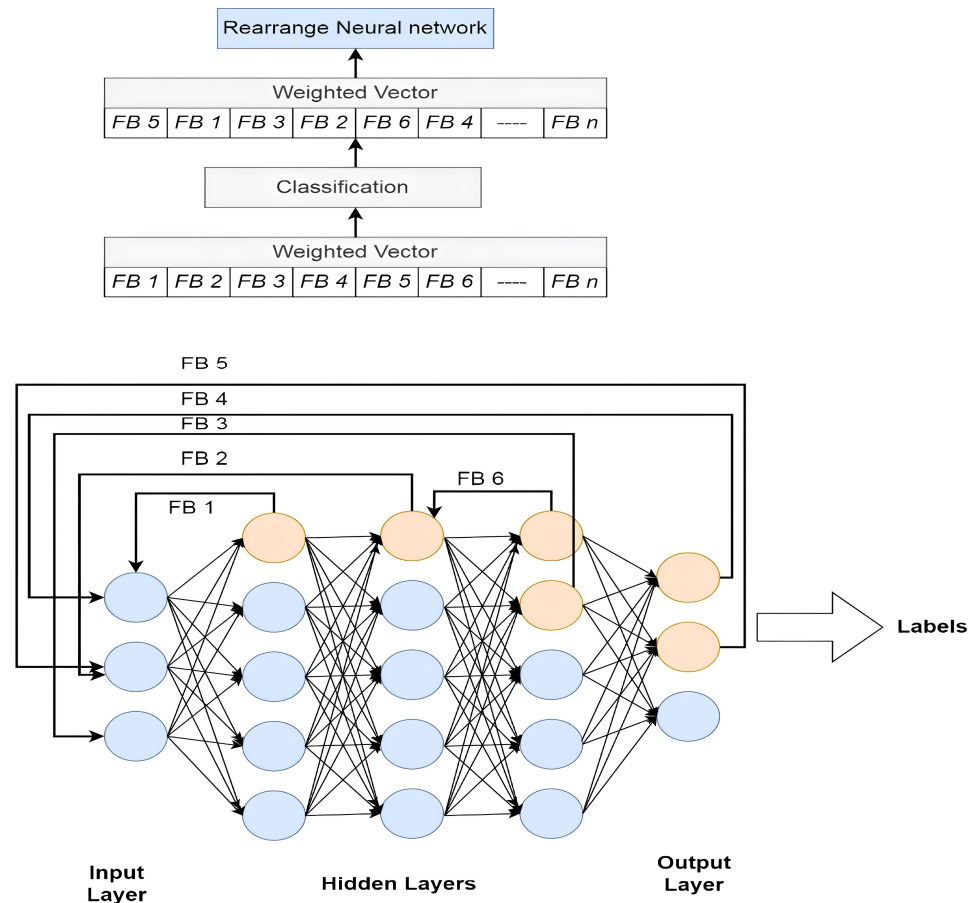 Rearrange Neural network
Weighted Vector
FB 5 FB 1 FB 3 FB 2 FB 6 FB 4 ---- FB n
Classification
Weighted Vector
FB 1 FB 2 FB 3 FB 4 FB 5 FB 6 ---- FB n
FB 5
FB 4
FB 3
FB 2
FB 6
FB 1
Labels
Input
Layer
Hidden Layers
Output
Layer